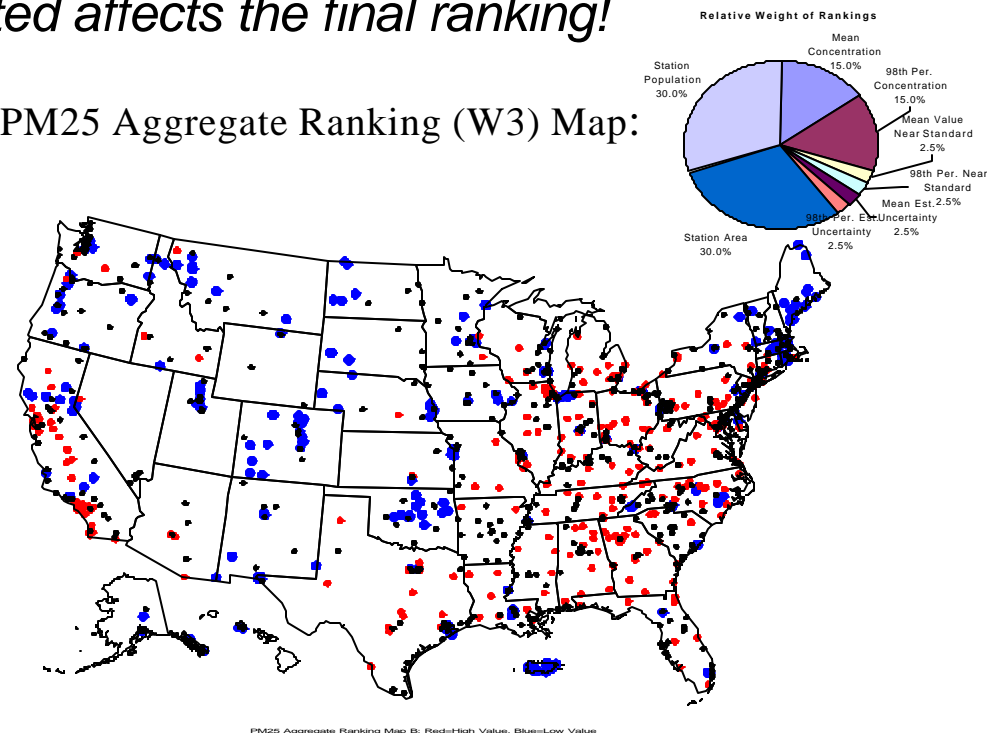 ted affects the final ranking!
Relative Weight of Rankings
PM25 Aggregate Ranking (W3) Map:
Mean
Concentration
15.0%
98th Per.
Concentration
15.0%
Mean Value
Near Standard
2.5%
98th Per. Near
Standard
2.5%
Mean Est.
Uncertainty
2.5%
98th Per. Est.
Uncertainty
2.5%
Station Area
30.0%
Station
Population
30.0%
PM25 Aggregate Ranking Map B: Red=High Value, Blue=Low Value